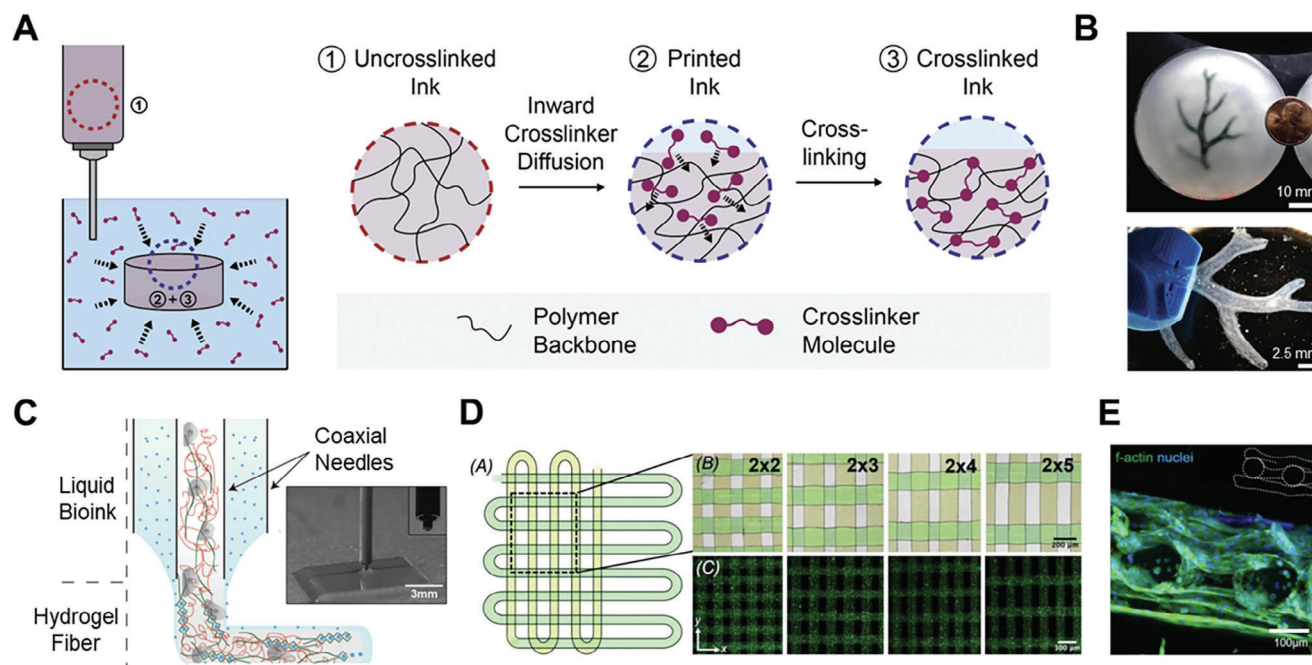 A
①
② + ③
① Uncrosslinked
Ink
Inward
Crosslinker
Diffusion
② Printed
Ink
Cross-
linking
③ Crosslinked
Ink
Polymer
Backbone
Crosslinker
Molecule
B
10 mm
2.5 mm
C
Liquid
Bioink
Hydrogel
Fiber
Coaxial
Needles
3mm
D
(A)
(B)
2x2
2x3
2x4
2x5
200 µm
(C)
y
x
300 µm
E
f-actin nuclei
100µm